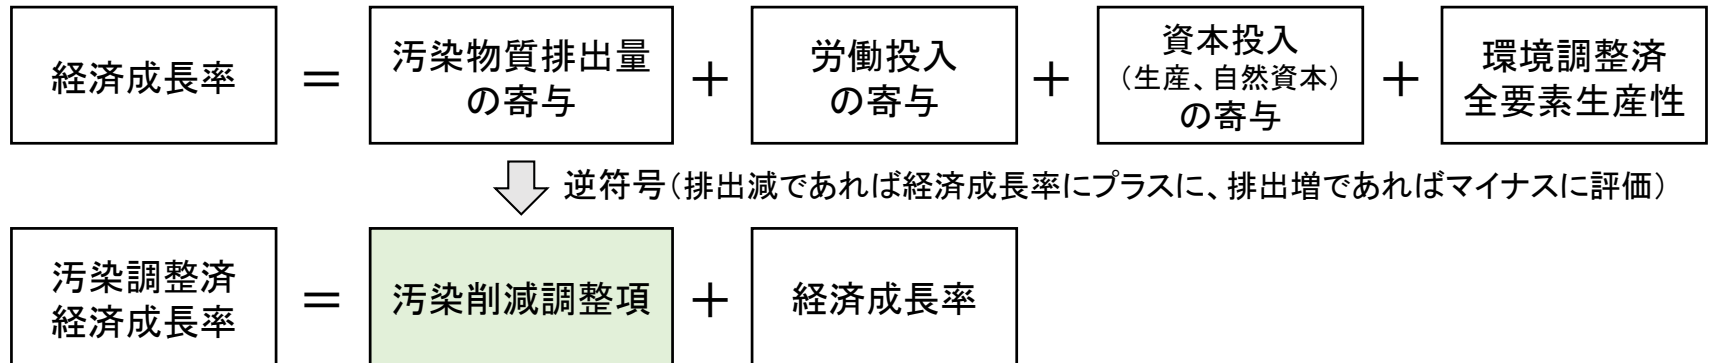 経済成長率 ＝ 汚染物質排出量の寄与 ＋ 労働投入の寄与 ＋ 資本投入（生産、自然資本）の寄与 ＋ 環境調整済全要素生産性
逆符号（排出減であれば経済成長率にプラスに、排出増であればマイナスに評価）
汚染調整済経済成長率 ＝ 汚染削減調整項 ＋ 経済成長率